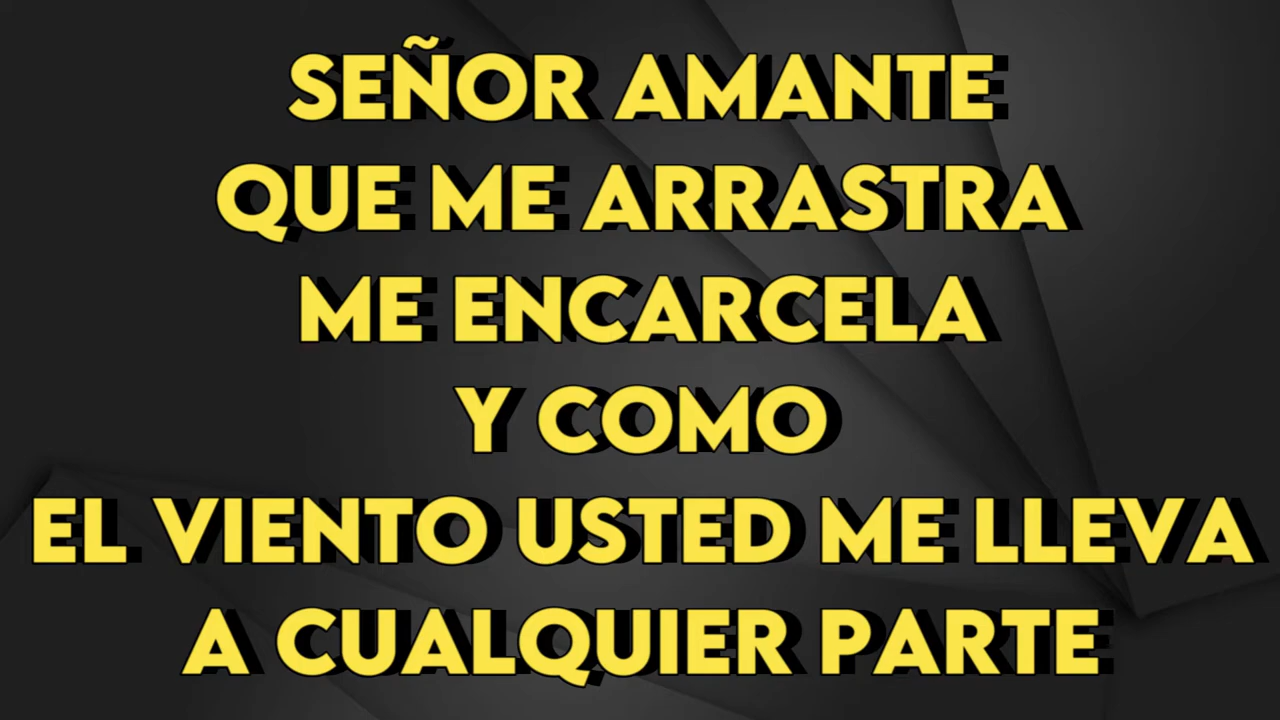 SEÑOR AMANTE
QUE ME ARRASTRA
ME ENCARCELA
Y COMO
EL VIENTO USTED ME LLEVA
A CUALQUIER PARTE